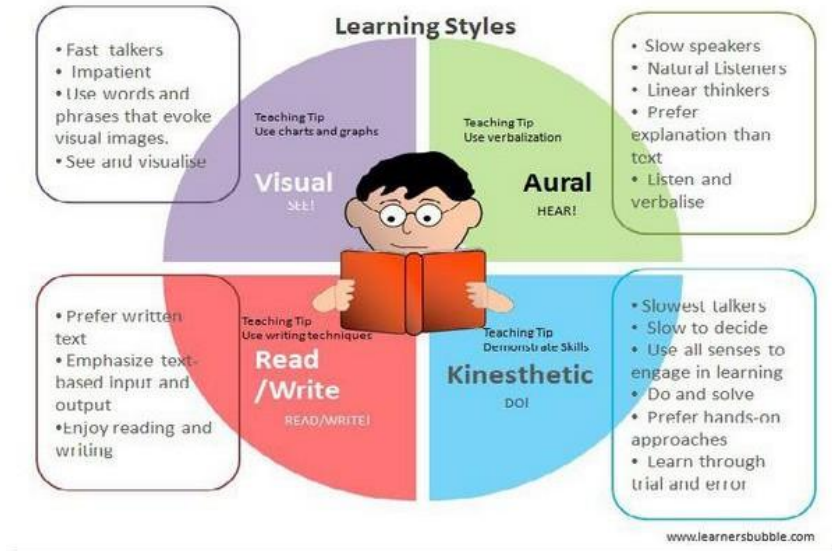 Learning Styles
• Fast talkers
• Impatient
• Use words and
phrases that evoke
visual images.
• See and visualise
Teaching Tip
Use charts and graphs
Visual
SEE!
Teaching Tip
Use verbalization
Aural
HEAR!
• Slow speakers
• Natural Listeners
• Linear thinkers
• Prefer
explanation than
text
• Listen and
verbalise
• Prefer written
text
• Emphasize text-
based input and
output
•Enjoy reading and
writing
Teaching Tip
Use writing techniques
Read
/Write
READ/WRITE!
Teaching Tip
Demonstrate Skills
Kinesthetic
DO!
• Slowest talkers
• Slow to decide
• Use all senses to
engage in learning
• Do and solve
• Prefer hands-on
approaches
• Learn through
trial and error
www.learnersbubble.com